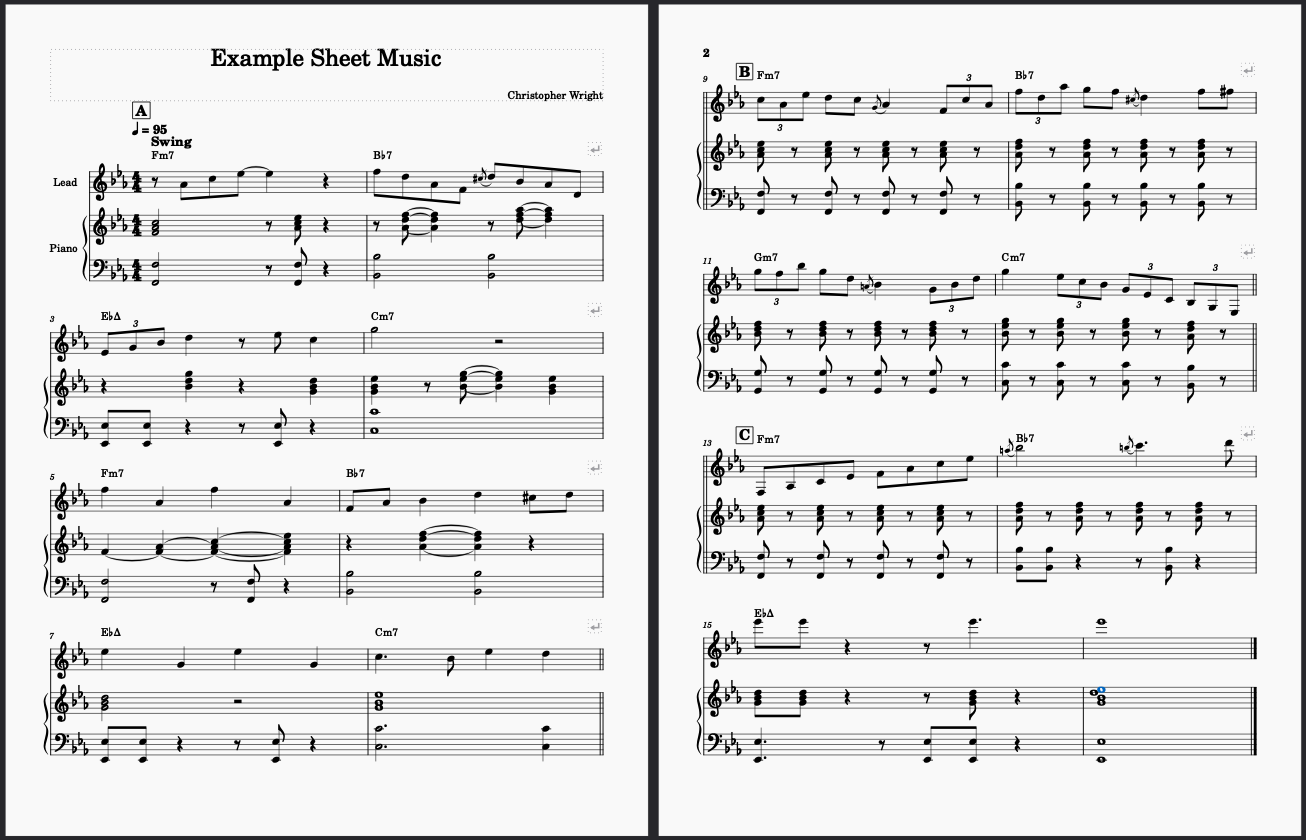 Example Sheet Music
Christopher Wright
A
♩ = 95
Swing
Fm7 B♭7
Lead
Piano
3 E♭Δ Cm7
3
5 Fm7 B♭7
7 E♭Δ Cm7
2
B
9 Fm7 B♭7
3 3 3
11 Gm7 Cm7
3 3 3 3 3
C
13 Fm7 B♭7
15 E♭Δ